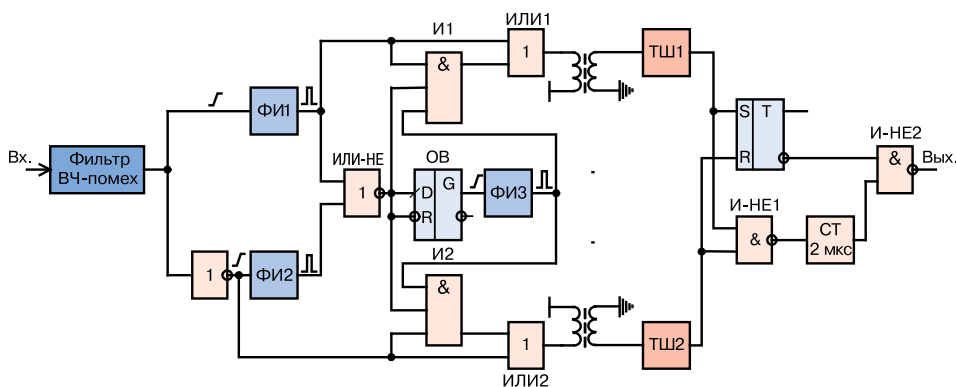 И1
ИЛИ1
&
1
ТШ1
ФИ1
S T
R
И-НЕ2
&
Вых.
Вх.
Фильтр
ВЧ-помех
ИЛИ-НЕ
1
ОВ
D G
R
ФИ3
И-НЕ1
&
СТ
2 мкс
1
ФИ2
И2
&
1
ИЛИ2
ТШ2